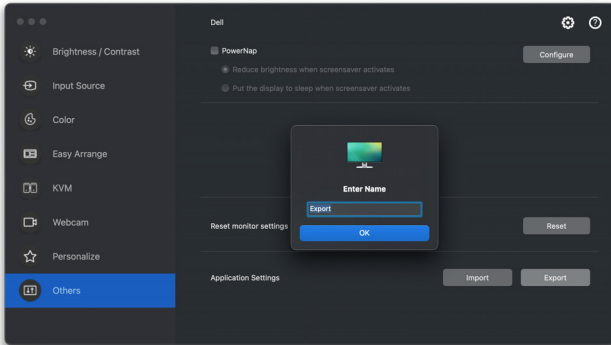 Dell
Brightness / Contrast
Input Source
Color
Easy Arrange
KVM
Webcam
Personalize
Others
PowerNap
Configure
Reduce brightness when screensaver activates
Put the display to sleep when screensaver activates
Enter Name
Export
OK
Reset monitor settings
Reset
Application Settings
Import
Export